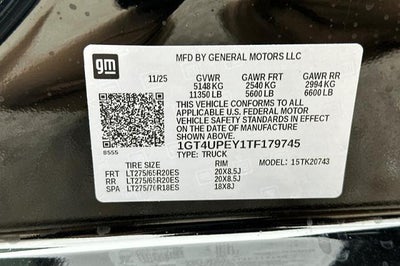 gm
MFD BY GENERAL MOTORS LLC
11/25 GVWR GAWR FRT GAWR RR
5148 KG 2540 KG 2994 KG
11350 LB 5600 LB 6600 LB
THIS VEHICLE CONFORMS TO ALL
APPLICABLE U.S. FEDERAL MOTOR
VEHICLE SAFETY STANDARDS IN EFFECT
ON THE DATE OF MANUFACTURE
SHOWN ABOVE.
1GT4UPEY1TF179745
8555 TYPE: TRUCK
TIRE SIZE RIM MODEL: 15TK20743
FRT LT275/65R20ES 20X8.5J
RR LT275/65R20ES 20X8.5J
SPA LT275/70R18ES 18X8J